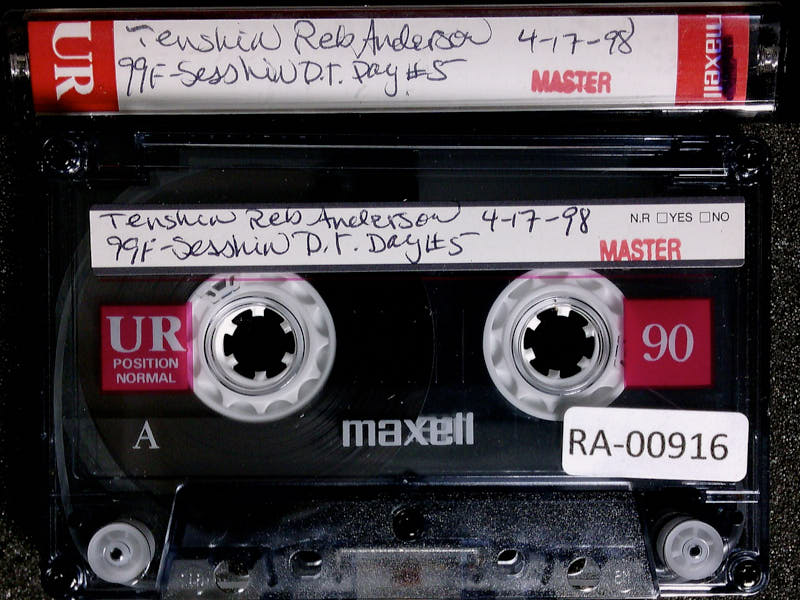 UR
Tenshin Reb Anderson 4-17-98
99F-Sesshin D.T. Day #5
MASTER
maxell
Tenshin Reb Anderson 4-17-98
N.R □YES □NO
99F-Sesshin D.T. Day #5
MASTER
UR
POSITION
NORMAL
90
A
maxell
RA-00916